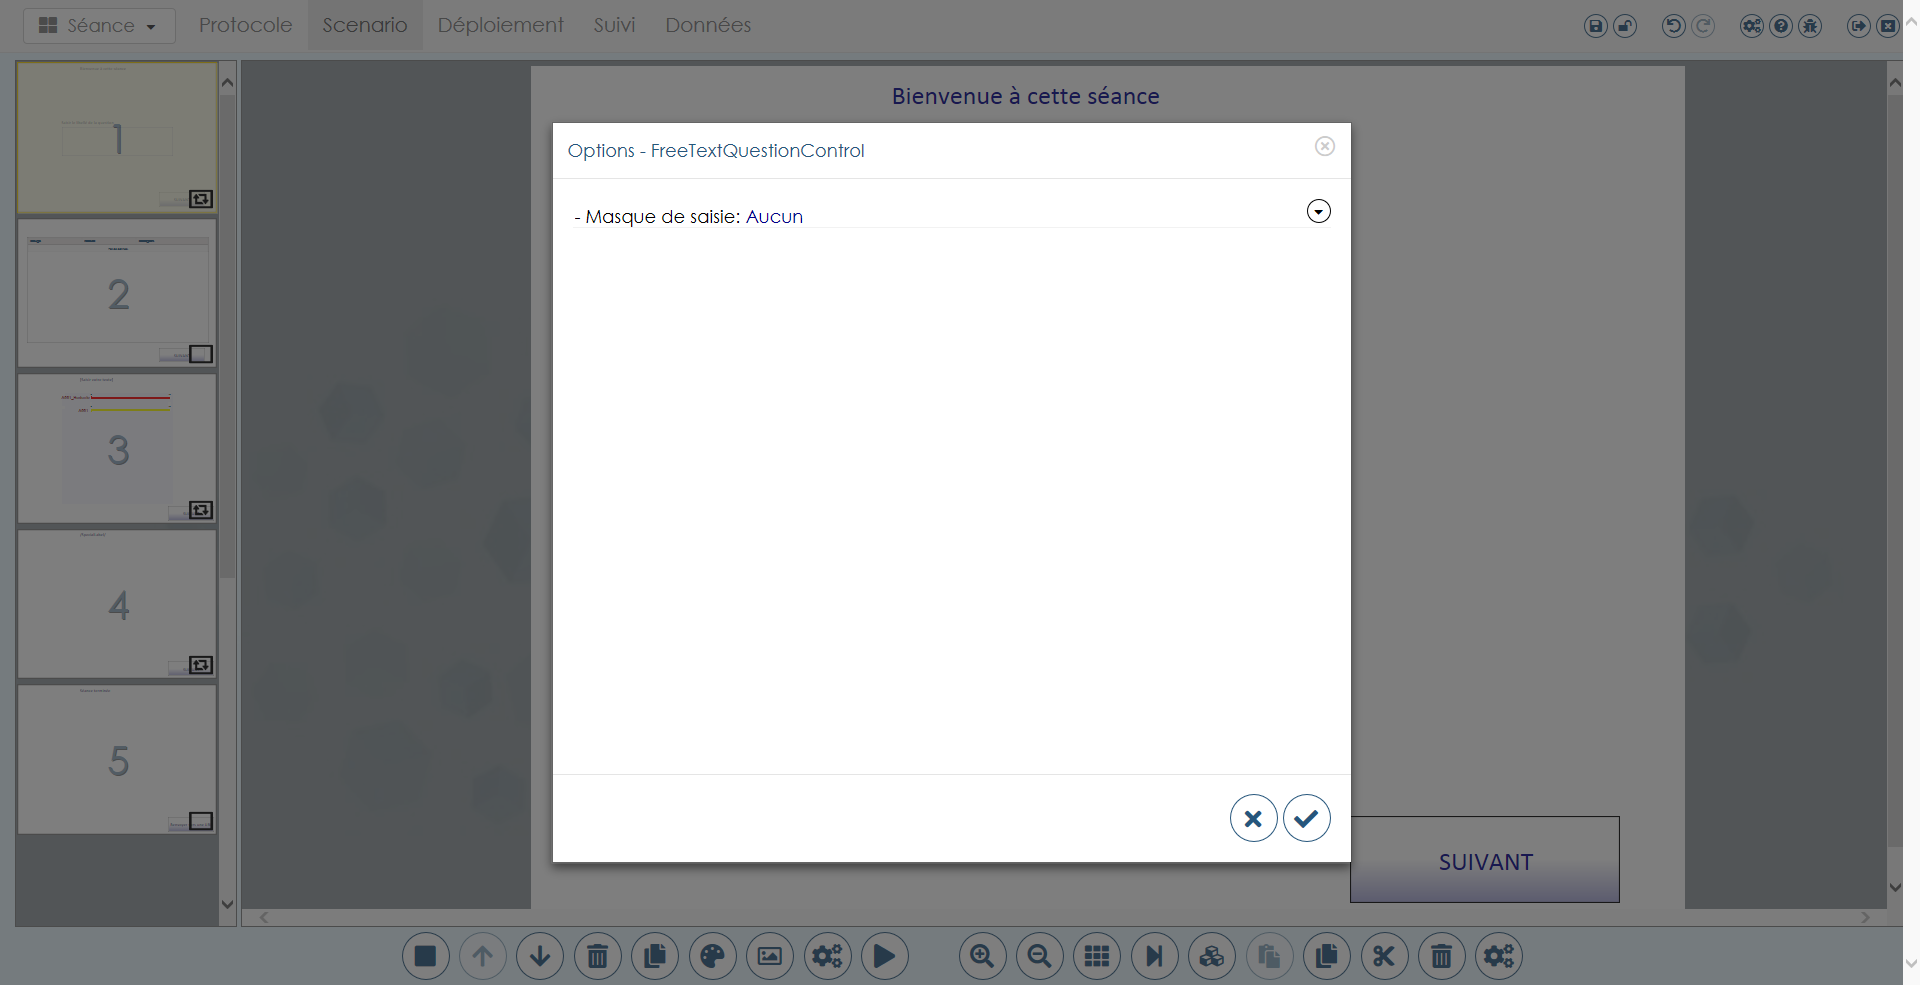 Séance
Protocole
Scenario
Déploiement
Suivi
Données
Bienvenue à cette séance
Options - FreeTextQuestionControl
- Masque de saisie: Aucun
1
2
3
4
5
SUIVANT